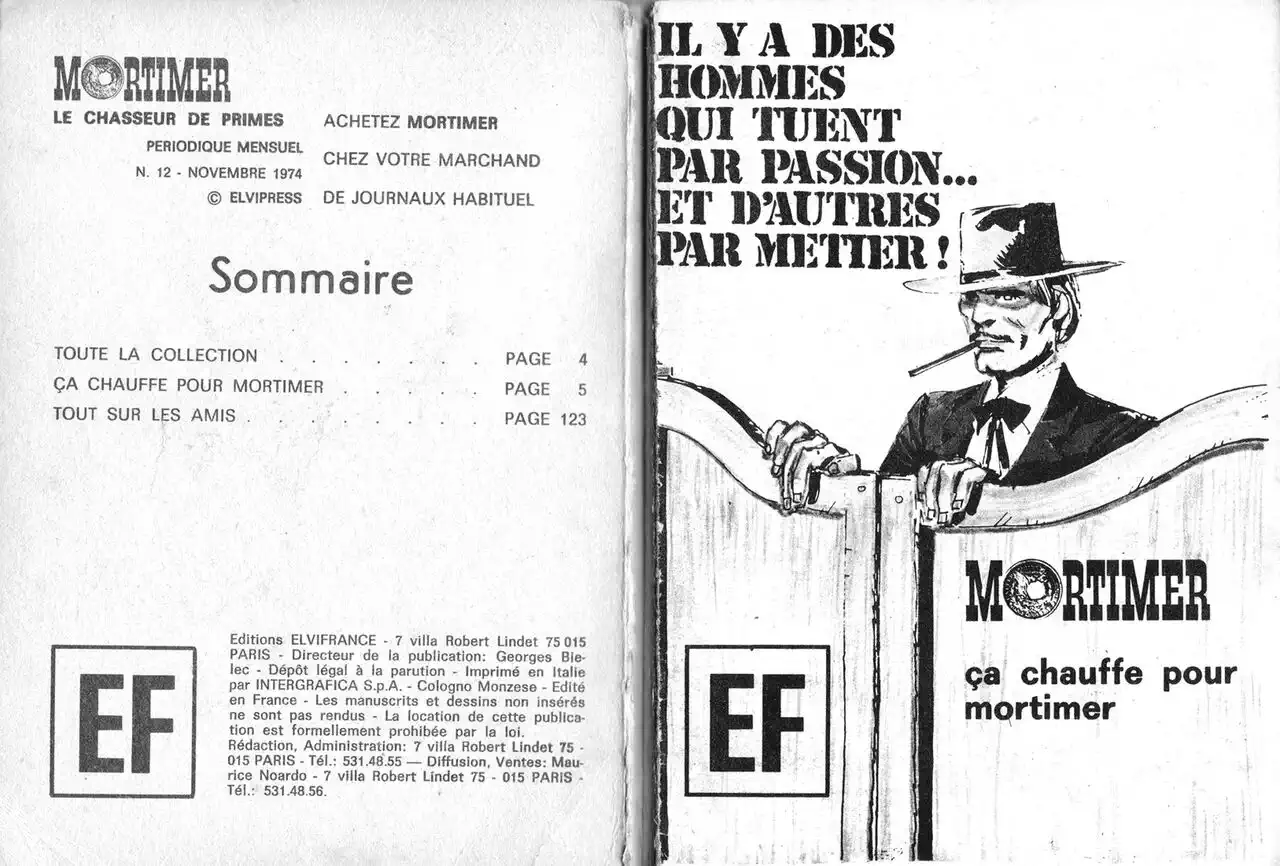 MORTIMER
LE CHASSEUR DE PRIMES
PERIODIQUE MENSUEL
N. 12 - NOVEMBRE 1974
© ELVIPRESS
ACHETEZ MORTIMER
CHEZ VOTRE MARCHAND
DE JOURNAUX HABITUEL
Sommaire
TOUTE LA COLLECTION . . . . . . . PAGE 4
ÇA CHAUFFE POUR MORTIMER . . . . . PAGE 5
TOUT SUR LES AMIS . . . . . . . . PAGE 123
EF
Editions ELVIFRANCE - 7 villa Robert Lindet 75 015
PARIS - Directeur de la publication: Georges Bie-
lec - Dépôt légal à la parution - Imprimé en Italie
par INTERGRAFICA S.p.A. - Cologno Monzese - Edité
en France - Les manuscrits et dessins non insérés
ne sont pas rendus - La location de cette publica-
tion est formellement prohibée par la loi.
Rédaction, Administration: 7 villa Robert Lindet 75 -
015 PARIS - Tél.: 531.48.55 — Diffusion, Ventes: Mau-
rice Noardo - 7 villa Robert Lindet 75 - 015 PARIS -
Tél.: 531.48.56.
IL Y A DES
HOMMES
QUI TUENT
PAR PASSION...
ET D'AUTRES
PAR METIER !
MORTIMER
ça chauffe pour
mortimer
EF